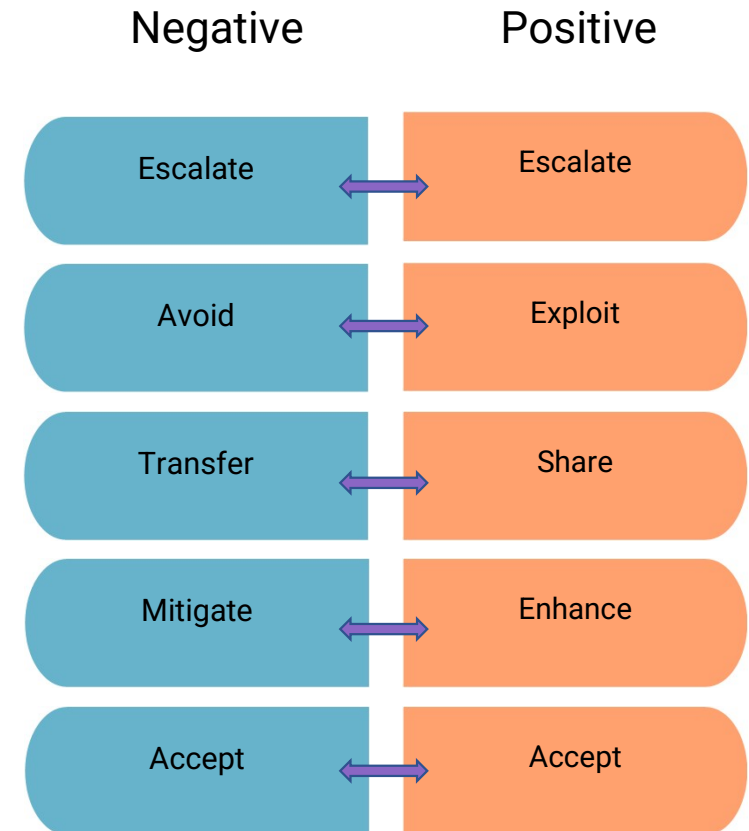 Negative Positive
Escalate Escalate
Avoid Exploit
Transfer Share
Mitigate Enhance
Accept Accept